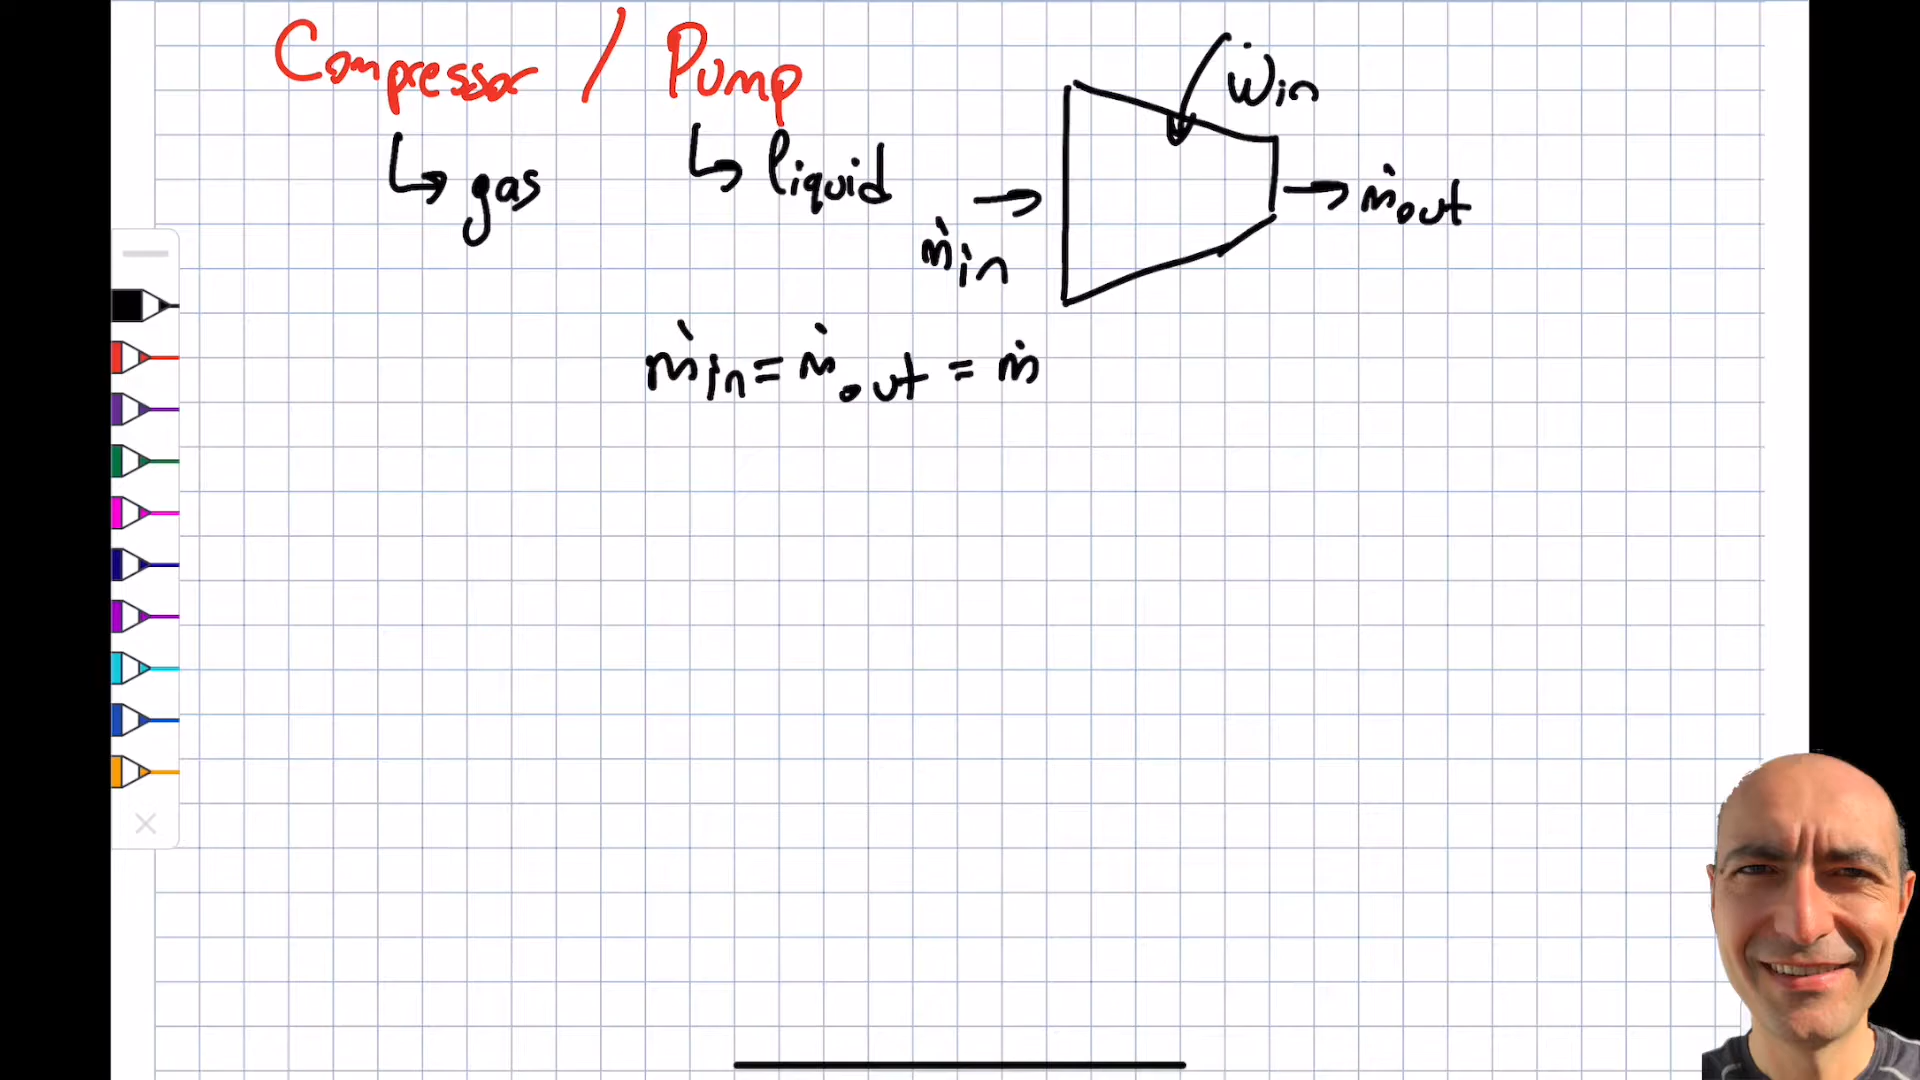 Compressor / Pump
↳ gas
↳ liquid
ẇin
→ ṁin
→ ṁout
ṁin = ṁout = ṁ